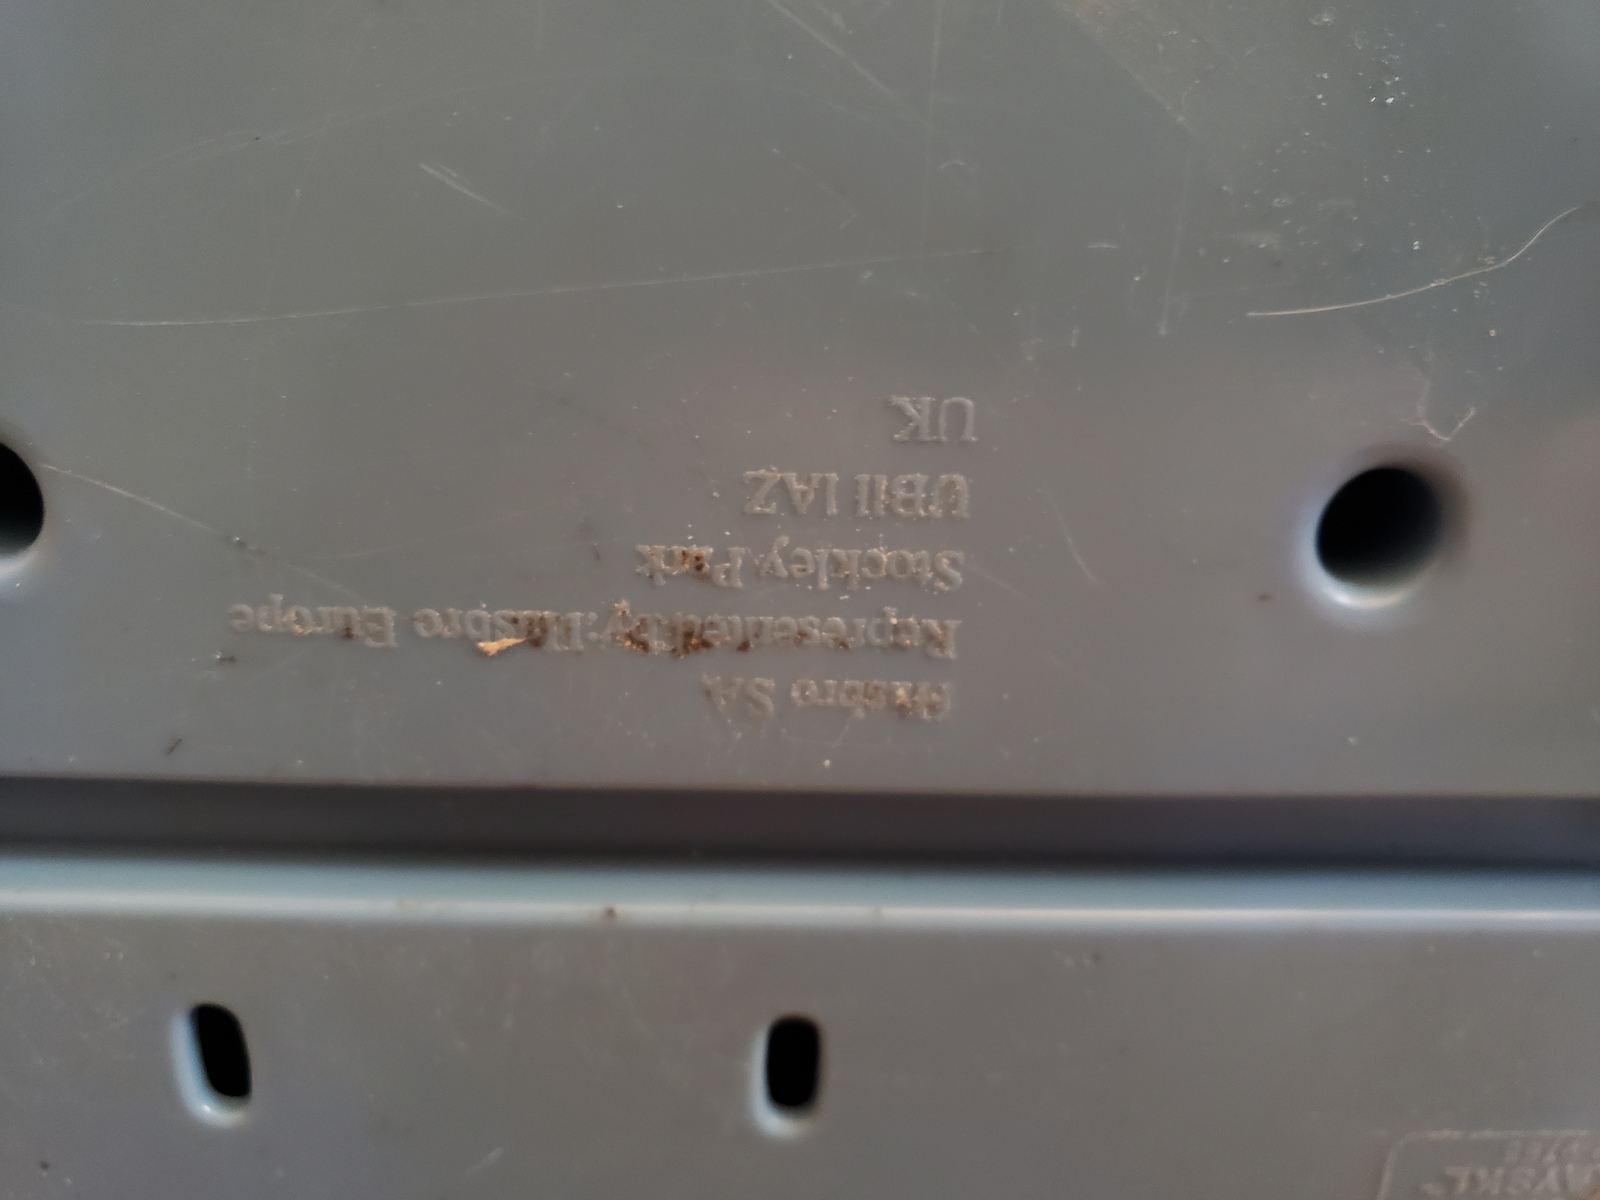 Hasbro SA,
Represented by: Hasbro Europe
Stockley Park
UB11 1AZ
UK